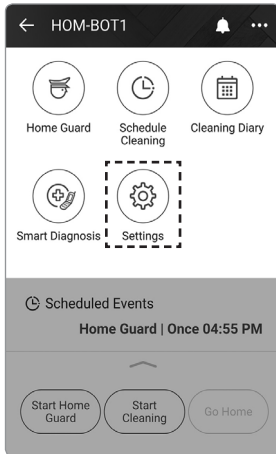 HOM-BOT1
Home Guard
Schedule
Cleaning
Cleaning Diary
Smart Diagnosis
Settings
Scheduled Events
Home Guard | Once 04:55 PM
Start Home
Guard
Start
Cleaning
Go Home